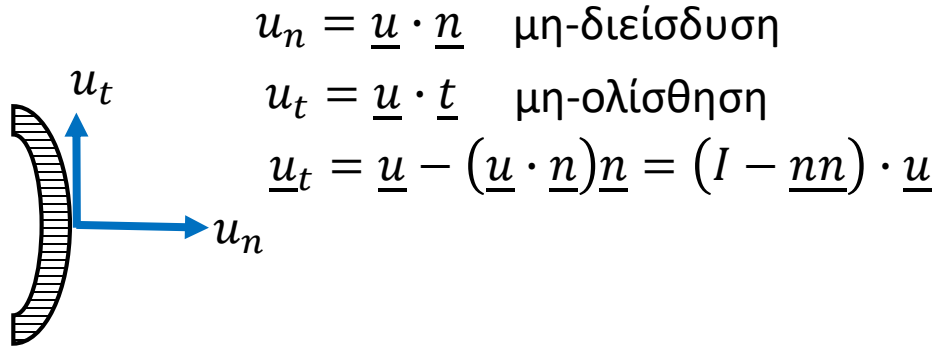 u_n = u · n μη-διείσδυση
u_t
u_t = u · t μη-ολίσθηση
u_t = u − (u · n)n = (I − nn) · u
u_n